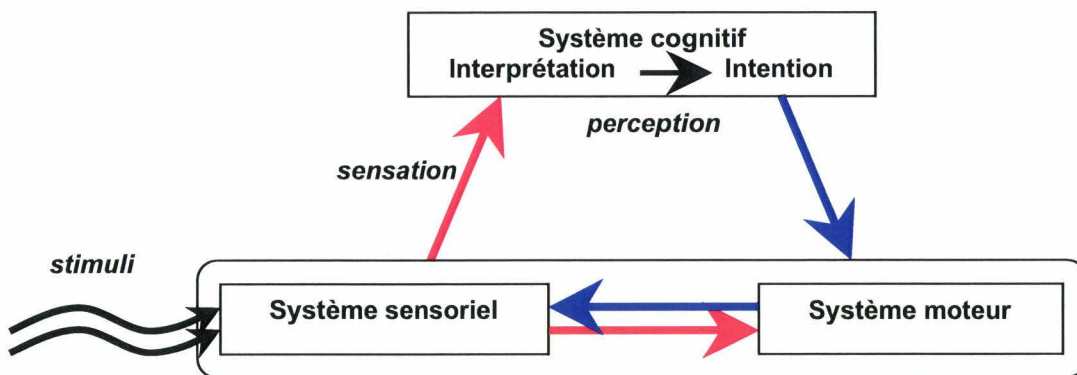 Système cognitif
Interprétation Intention
perception
sensation
stimuli
Système sensoriel Système moteur